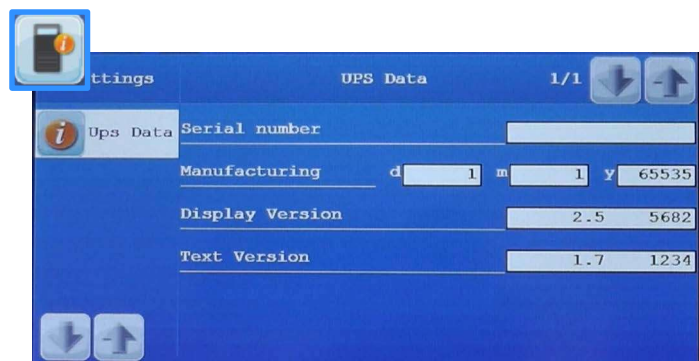 ttings UPS Data 1/1
i Ups Data
Serial number
Manufacturing d 1 m 1 y 65535
Display Version 2.5 5682
Text Version 1.7 1234